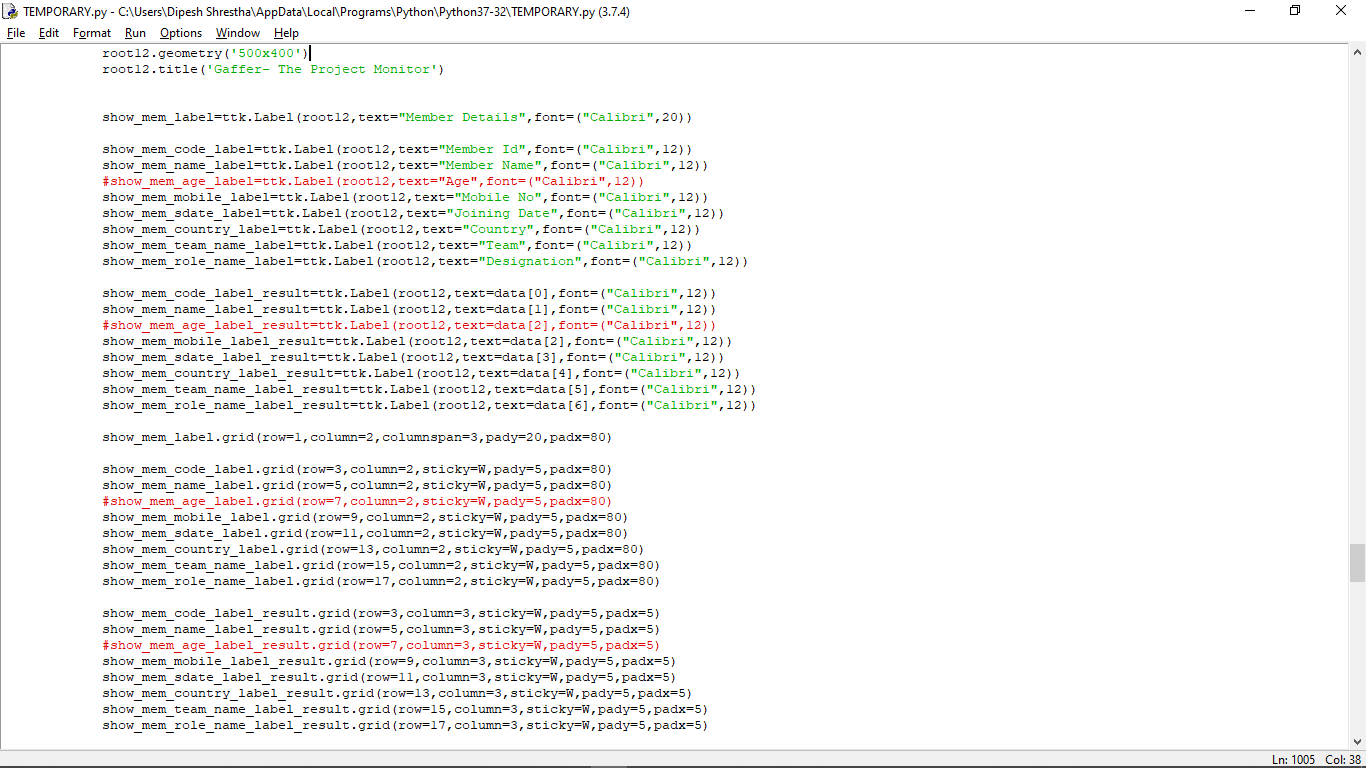 TEMPORARY.py - C:\Users\Dipesh Shrestha\AppData\Local\Programs\Python\Python37-32\TEMPORARY.py (3.7.4)
File Edit Format Run Options Window Help
root12.geometry('500x400')
root12.title('Gaffer- The Project Monitor')
show_mem_label=ttk.Label(root12,text="Member Details",font=("Calibri",20))
show_mem_code_label=ttk.Label(root12,text="Member Id",font=("Calibri",12))
show_mem_name_label=ttk.Label(root12,text="Member Name",font=("Calibri",12))
#show_mem_age_label=ttk.Label(root12,text="Age",font=("Calibri",12))
show_mem_mobile_label=ttk.Label(root12,text="Mobile No",font=("Calibri",12))
show_mem_sdate_label=ttk.Label(root12,text="Joining Date",font=("Calibri",12))
show_mem_country_label=ttk.Label(root12,text="Country",font=("Calibri",12))
show_mem_team_name_label=ttk.Label(root12,text="Team",font=("Calibri",12))
show_mem_role_name_label=ttk.Label(root12,text="Designation",font=("Calibri",12))
show_mem_code_label_result=ttk.Label(root12,text=data[0],font=("Calibri",12))
show_mem_name_label_result=ttk.Label(root12,text=data[1],font=("Calibri",12))
#show_mem_age_label_result=ttk.Label(root12,text=data[2],font=("Calibri",12))
show_mem_mobile_label_result=ttk.Label(root12,text=data[2],font=("Calibri",12))
show_mem_sdate_label_result=ttk.Label(root12,text=data[3],font=("Calibri",12))
show_mem_country_label_result=ttk.Label(root12,text=data[4],font=("Calibri",12))
show_mem_team_name_label_result=ttk.Label(root12,text=data[5],font=("Calibri",12))
show_mem_role_name_label_result=ttk.Label(root12,text=data[6],font=("Calibri",12))
show_mem_label.grid(row=1,column=2,columnspan=3,pady=20,padx=80)
show_mem_code_label.grid(row=3,column=2,sticky=W,pady=5,padx=80)
show_mem_name_label.grid(row=5,column=2,sticky=W,pady=5,padx=80)
#show_mem_age_label.grid(row=7,column=2,sticky=W,pady=5,padx=80)
show_mem_mobile_label.grid(row=9,column=2,sticky=W,pady=5,padx=80)
show_mem_sdate_label.grid(row=11,column=2,sticky=W,pady=5,padx=80)
show_mem_country_label.grid(row=13,column=2,sticky=W,pady=5,padx=80)
show_mem_team_name_label.grid(row=15,column=2,sticky=W,pady=5,padx=80)
show_mem_role_name_label.grid(row=17,column=2,sticky=W,pady=5,padx=80)
show_mem_code_label_result.grid(row=3,column=3,sticky=W,pady=5,padx=5)
show_mem_name_label_result.grid(row=5,column=3,sticky=W,pady=5,padx=5)
#show_mem_age_label_result.grid(row=7,column=3,sticky=W,pady=5,padx=5)
show_mem_mobile_label_result.grid(row=9,column=3,sticky=W,pady=5,padx=5)
show_mem_sdate_label_result.grid(row=11,column=3,sticky=W,pady=5,padx=5)
show_mem_country_label_result.grid(row=13,column=3,sticky=W,pady=5,padx=5)
show_mem_team_name_label_result.grid(row=15,column=3,sticky=W,pady=5,padx=5)
show_mem_role_name_label_result.grid(row=17,column=3,sticky=W,pady=5,padx=5)
Ln: 1005 Col: 38